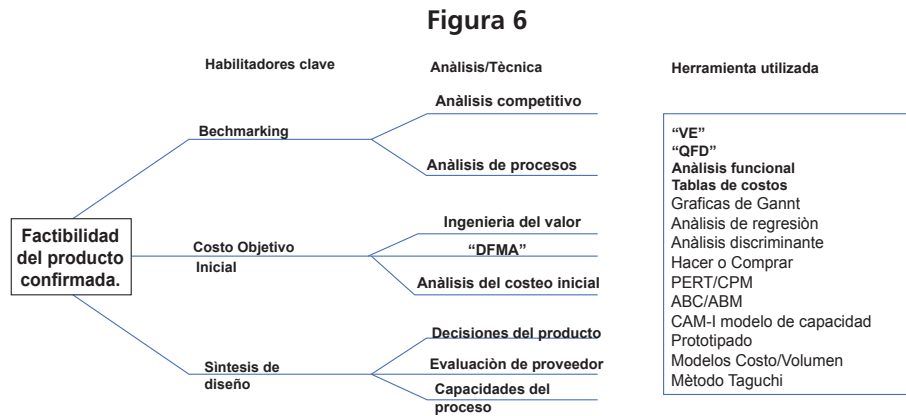 Figura 6
Habilitadores clave
Anàlisis/Tècnica
Herramienta utilizada
Anàlisis competitivo
Bechmarking
Anàlisis de procesos
Factibilidad
del producto
confirmada.
Ingenierìa del valor
Costo Objetivo
Inicial
“DFMA”
Anàlisis del costeo inicial
Decisiones del producto
Sìntesis de
diseño
Evaluaciòn de proveedor
Capacidades del
proceso
“VE”
“QFD”
Anàlisis funcional
Tablas de costos
Graficas de Gannt
Anàlisis de regresiòn
Anàlisis discriminante
Hacer o Comprar
PERT/CPM
ABC/ABM
CAM-I modelo de capacidad
Prototipado
Modelos Costo/Volumen
Mètodo Taguchi